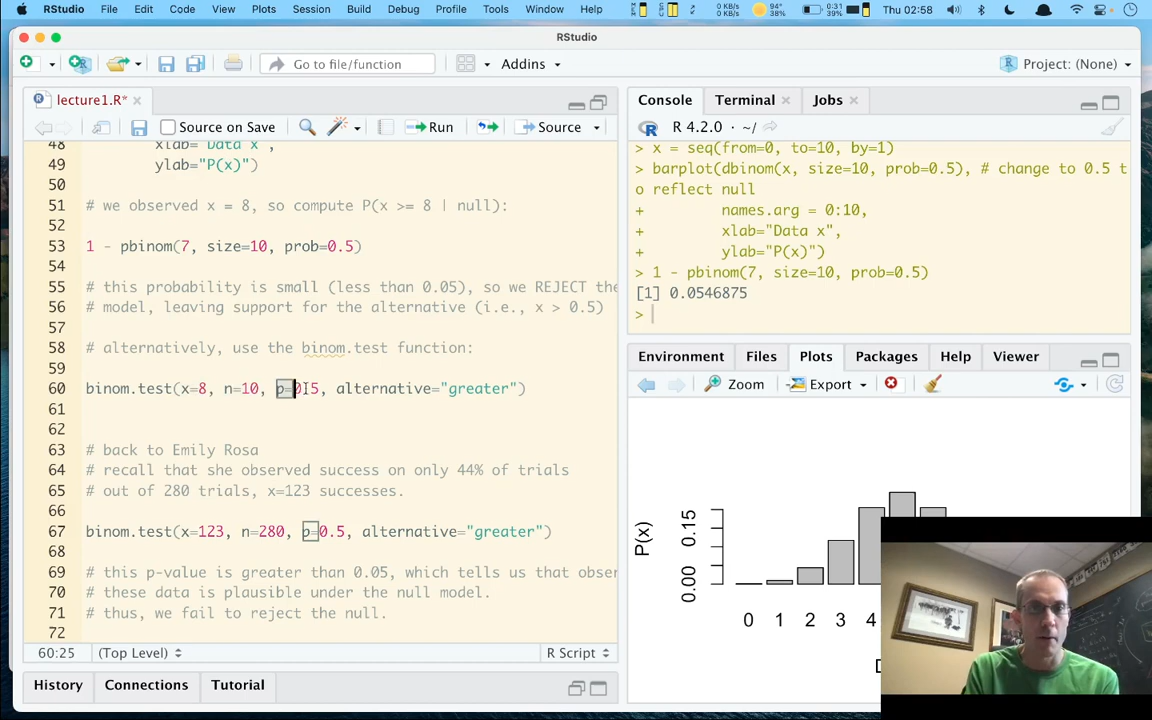 RStudio File Edit Code View Plots Session Build Debug Profile Tools Window Help 0 KB/s 0 KB/s 94° 38% 0:31 39% Thu 02:58
RStudio
Go to file/function Addins Project: (None)
lecture1.R*
Source on Save Run Source
48 xlab="Data x",
49 ylab="P(x)")
50
51 # we observed x = 8, so compute P(x >= 8 | null):
52
53 1 - pbinom(7, size=10, prob=0.5)
54
55 # this probability is small (less than 0.05), so we REJECT the
56 # model, leaving support for the alternative (i.e., x > 0.5)
57
58 # alternatively, use the binom.test function:
59
60 binom.test(x=8, n=10, p=0.5, alternative="greater")
61
62
63 # back to Emily Rosa
64 # recall that she observed success on only 44% of trials
65 # out of 280 trials, x=123 successes.
66
67 binom.test(x=123, n=280, p=0.5, alternative="greater")
68
69 # this p-value is greater than 0.05, which tells us that obser
70 # these data is plausible under the null model.
71 # thus, we fail to reject the null.
72
60:25 (Top Level) R Script
History Connections Tutorial
Console Terminal Jobs
R 4.2.0 · ~/
> x = seq(from=0, to=10, by=1)
> barplot(dbinom(x, size=10, prob=0.5), # change to 0.5 t
o reflect null
+ names.arg = 0:10,
+ xlab="Data x",
+ ylab="P(x)")
> 1 - pbinom(7, size=10, prob=0.5)
[1] 0.0546875
>
Environment Files Plots Packages Help Viewer
Zoom Export
P(x)
0.15
0.00
0 1 2 3 4